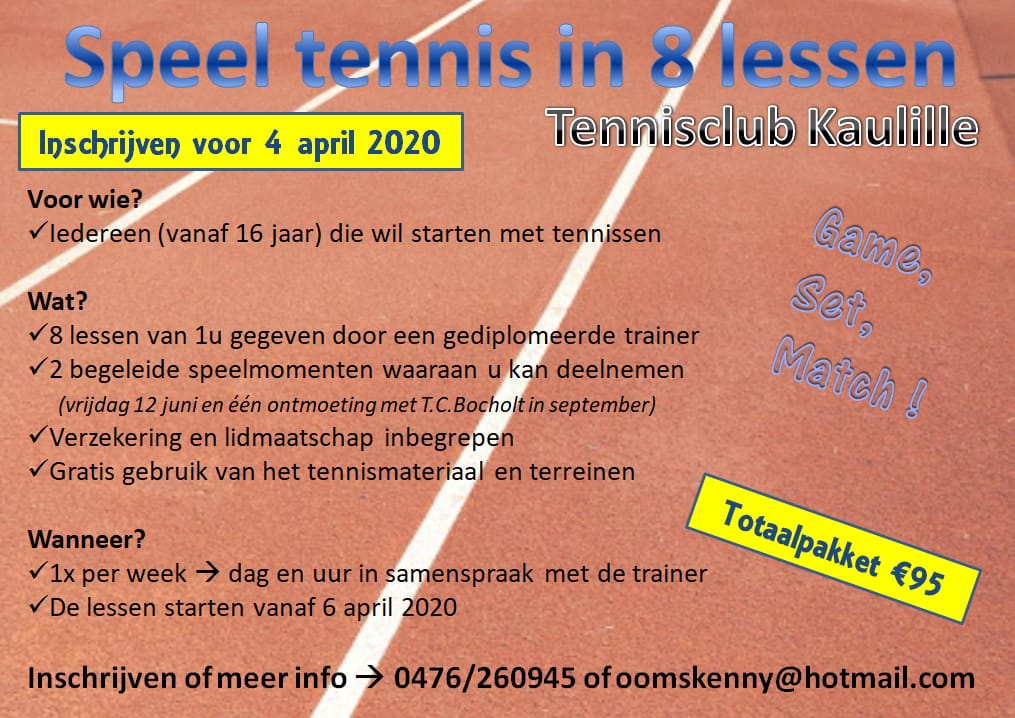 Speel tennis in 8 lessen
Tennisclub Kaulille
Inschrijven voor 4 april 2020
Voor wie?
✓Iedereen (vanaf 16 jaar) die wil starten met tennissen
Game,
Set,
Match !
Wat?
✓8 lessen van 1u gegeven door een gediplomeerde trainer
✓2 begeleide speelmomenten waaraan u kan deelnemen
(vrijdag 12 juni en één ontmoeting met T.C.Bocholt in september)
✓Verzekering en lidmaatschap inbegrepen
✓Gratis gebruik van het tennismateriaal en terreinen
Totaalpakket €95
Wanneer?
✓1x per week → dag en uur in samenspraak met de trainer
✓De lessen starten vanaf 6 april 2020
Inschrijven of meer info → 0476/260945 of oomskenny@hotmail.com